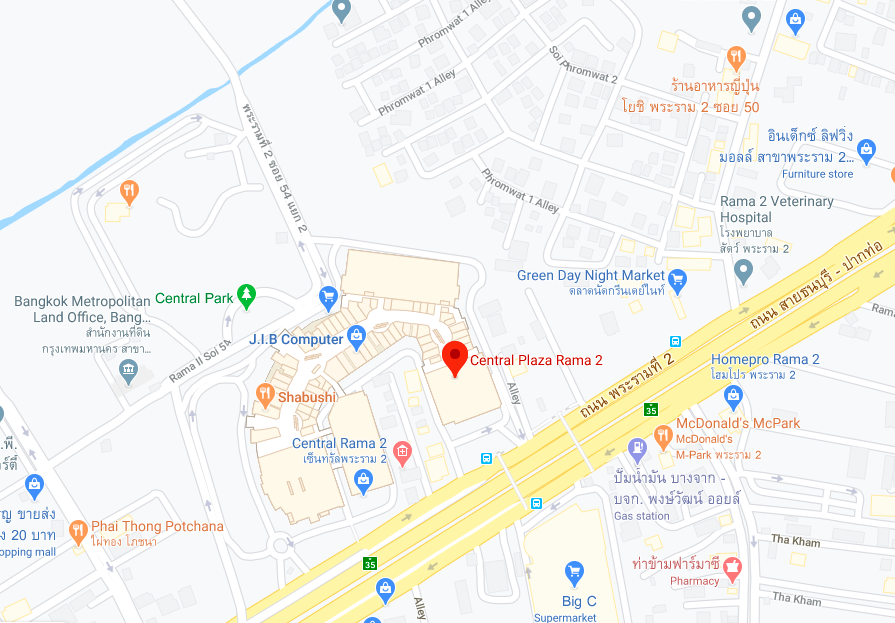 Phromwat 1 Alley
Soi Phromwat 2
ร้านอาหารญี่ปุ่น
โยชิ พระราม 2 ซอย 50
Phromwat 1 Alley
พระรามที่ 2 ซอย 54 แยก 2
อินเด็กซ์ ลิฟวิ่ง
มอลล์ สาขาพระราม 2...
Furniture store
Phromwat 1 Alley
Rama 2 Veterinary
Hospital
โรงพยาบาล
สัตว์ พระราม 2
ถนน สายธนบุรี - ปากท่อ
Green Day Night Market
ตลาดนัดกรีนเดย์ไนท์
Central Park
Bangkok Metropolitan
Land Office, Bang...
สำนักงานที่ดิน
กรุงเทพมหานคร สาขา...
Rama
J.I.B Computer
Rama II Soi 54
Central Plaza Rama 2
ถนน พระรามที่ 2
Homepro Rama 2
โฮมโปร พระราม 2
Shabushi
Alley
35
McDonald's McPark
McDonald's
M-Park พระราม 2
Central Rama 2
เซ็นทรัลพระราม 2
ปั๊มน้ำมัน บางจาก -
บจก. พงษ์วัฒน์ ออยล์
Gas station
ขายส่ง
20 บาท
opping mall
Phai Thong Potchana
ไผ่ทอง โภชนา
Tha Kham
35
ท่าข้ามฟาร์มาซี
Pharmacy
Tha Kham
Alley
Big C
Supermarket